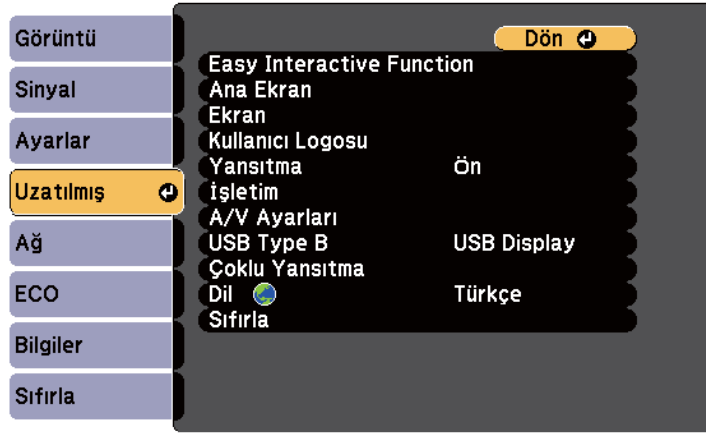 Görüntü
Sinyal
Ayarlar
Uzatılmış
Ağ
ECO
Bilgiler
Sıfırla
Dön
Easy Interactive Function
Ana Ekran
Ekran
Kullanıcı Logosu
Yansıtma Ön
İşletim
A/V Ayarları
USB Type B USB Display
Çoklu Yansıtma
Dil Türkçe
Sıfırla